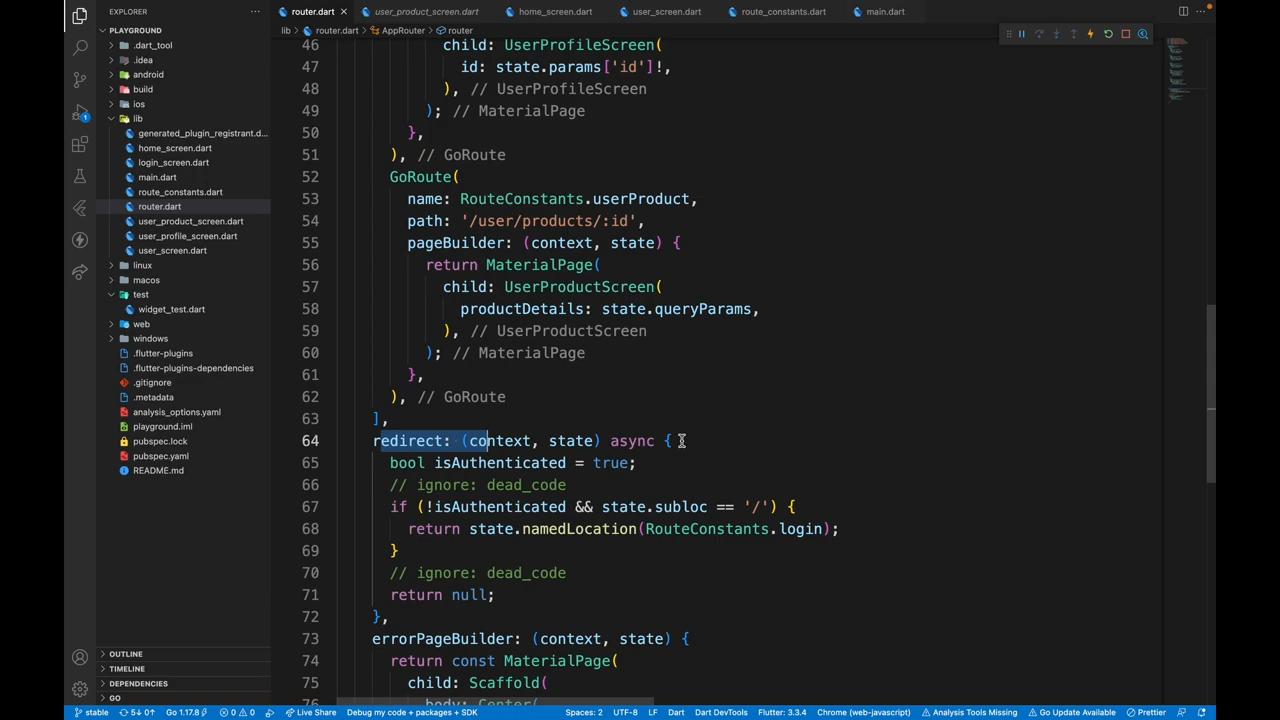 EXPLORER
router.dart
user_product_screen.dart
home_screen.dart
user_screen.dart
route_constants.dart
main.dart
PLAYGROUND
lib > router.dart > AppRouter > router
.dart_tool
.idea
android
build
ios
lib
generated_plugin_registrant.d...
home_screen.dart
login_screen.dart
main.dart
route_constants.dart
router.dart
user_product_screen.dart
user_profile_screen.dart
user_screen.dart
linux
macos
test
widget_test.dart
web
windows
.flutter-plugins
.flutter-plugins-dependencies
.gitignore
.metadata
analysis_options.yaml
playground.iml
pubspec.lock
pubspec.yaml
README.md
OUTLINE
TIMELINE
DEPENDENCIES
GO
1
46 child: UserProfileScreen(
47 id: state.params['id']!,
48 ), // UserProfileScreen
49 ); // MaterialPage
50 },
51 ), // GoRoute
52 GoRoute(
53 name: RouteConstants.userProduct,
54 path: '/user/products/:id',
55 pageBuilder: (context, state) {
56 return MaterialPage(
57 child: UserProductScreen(
58 productDetails: state.queryParams,
59 ), // UserProductScreen
60 ); // MaterialPage
61 },
62 ), // GoRoute
63 ],
64 redirect: (context, state) async {
65 bool isAuthenticated = true;
66 // ignore: dead_code
67 if (!isAuthenticated && state.subloc == '/') {
68 return state.namedLocation(RouteConstants.login);
69 }
70 // ignore: dead_code
71 return null;
72 },
73 errorPageBuilder: (context, state) {
74 return const MaterialPage(
75 child: Scaffold(
76 body: Center(
stable 5↓ 0↑ Go 1.17.8 0 0 Live Share Debug my code + packages + SDK Spaces: 2 UTF-8 LF Dart Dart DevTools Flutter: 3.3.4 Chrome (web-javascript) Analysis Tools Missing Go Update Available Prettier